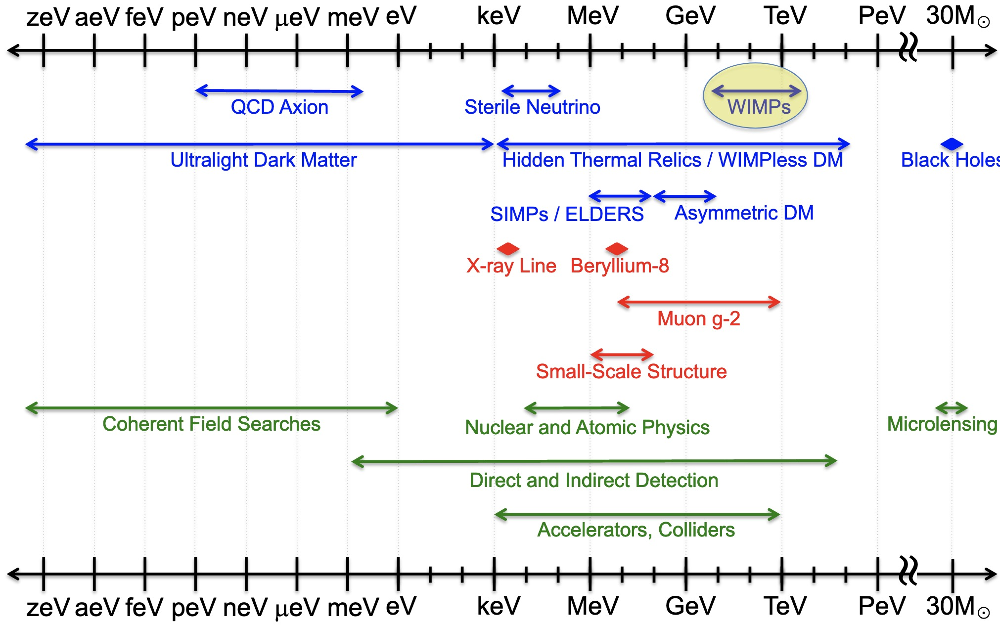 zeV aeV feV peV neV μeV meV eV keV MeV GeV TeV PeV 30M☉
QCD Axion Sterile Neutrino WIMPs
Ultralight Dark Matter Hidden Thermal Relics / WIMPless DM Black Holes
SIMPs / ELDERS Asymmetric DM
X-ray Line Beryllium-8
Muon g-2
Small-Scale Structure
Coherent Field Searches Nuclear and Atomic Physics Microlensing
Direct and Indirect Detection
Accelerators, Colliders
zeV aeV feV peV neV μeV meV eV keV MeV GeV TeV PeV 30M☉